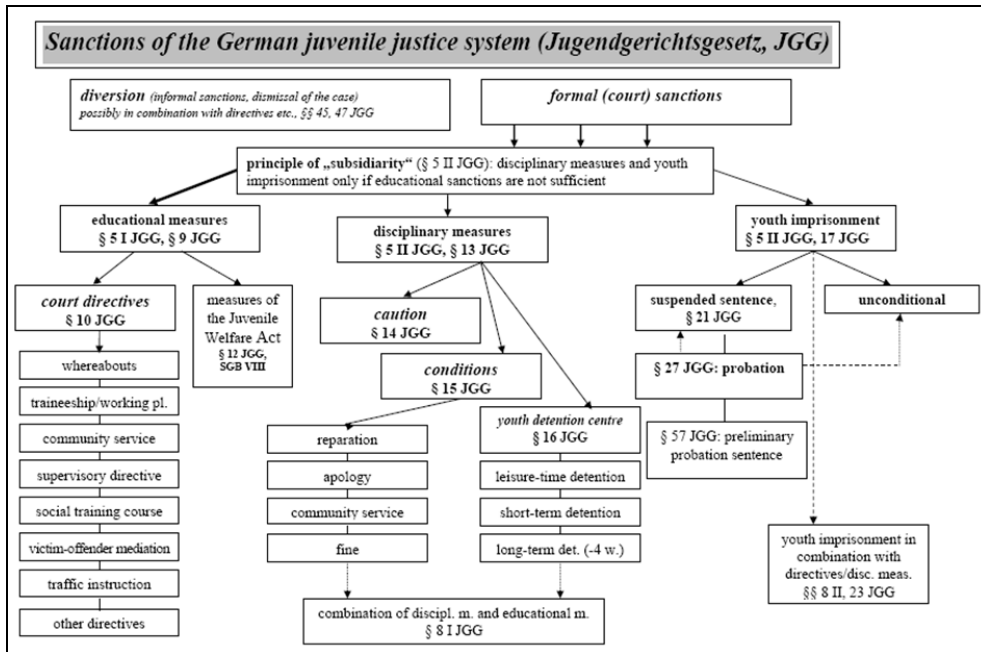 Sanctions of the German juvenile justice system (Jugendgerichtsgesetz, JGG)
diversion (informal sanctions, dismissal of the case)
possibly in combination with directives etc., §§ 45, 47 JGG
formal (court) sanctions
principle of „subsidiarity“ (§ 5 II JGG): disciplinary measures and youth
imprisonment only if educational sanctions are not sufficient
educational measures
§ 5 I JGG, § 9 JGG
disciplinary measures
§ 5 II JGG, § 13 JGG
youth imprisonment
§ 5 II JGG, 17 JGG
court directives
§ 10 JGG
measures of
the Juvenile
Welfare Act
§ 12 JGG,
SGB VIII
caution
§ 14 JGG
suspended sentence,
§ 21 JGG
unconditional
whereabouts
traineeship/working pl.
community service
supervisory directive
social training course
victim-offender mediation
traffic instruction
other directives
conditions
§ 15 JGG
reparation
apology
community service
fine
youth detention centre
§ 16 JGG
leisure-time detention
short-term detention
long-term det. (-4 w.)
combination of discipl. m. and educational m.
§ 8 I JGG
§ 27 JGG: probation
§ 57 JGG: preliminary
probation sentence
youth imprisonment in
combination with
directives/disc. meas.
§§ 8 II, 23 JGG